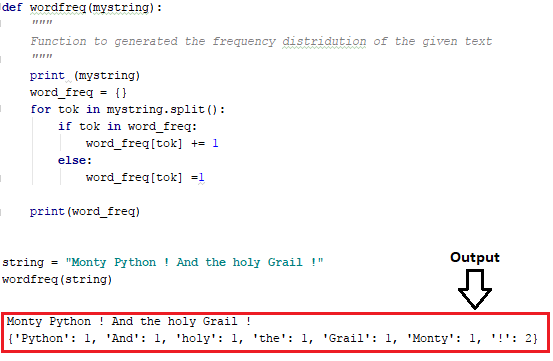 def wordfreq(mystring):
    """
    Function to generated the frequency distridution of the given text
    """
    print (mystring)
    word_freq = {}
    for tok in mystring.split():
        if tok in word_freq:
            word_freq[tok] += 1
        else:
            word_freq[tok] =1

    print(word_freq)

string = "Monty Python ! And the holy Grail !"
wordfreq(string)
Output
Monty Python ! And the holy Grail !
{'Python': 1, 'And': 1, 'holy': 1, 'the': 1, 'Grail': 1, 'Monty': 1, '!': 2}